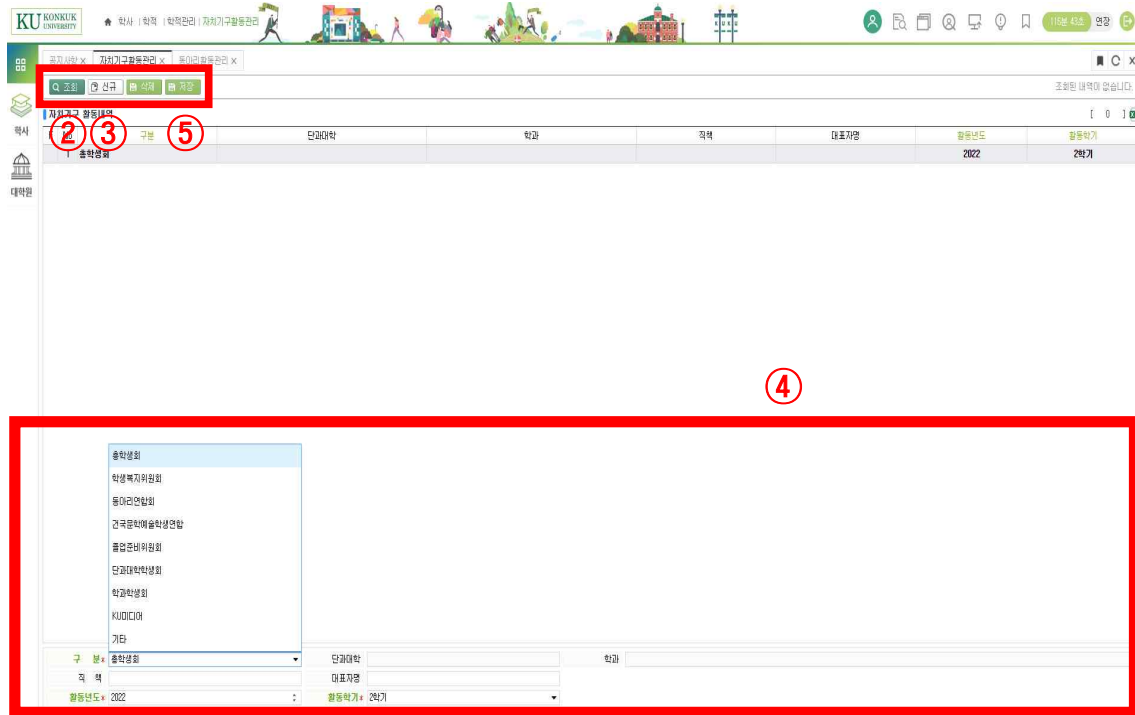 KU KONKUK UNIVERSITY
학사 | 학적 | 학적관리 | 자치기구활동관리
115분 43초 연장
공지사항 X 자치기구활동관리 X 동아리활동관리 X
조회 신규 삭제 저장
조회된 내역이 없습니다.
② ③ ⑤
자치기구 활동내역 [ 0 ]
학사
No 구분 단과대학 학과 직책 대표자명 활동년도 활동학기
1 총학생회 2022 2학기
대학원
④
총학생회
학생복지위원회
동아리연합회
건국문학예술학생연합
졸업준비위원회
단과대학학생회
학과학생회
KU미디어
기타
구 분* 총학생회 단과대학 학과
직 책 대표자명
활동년도* 2022 활동학기* 2학기